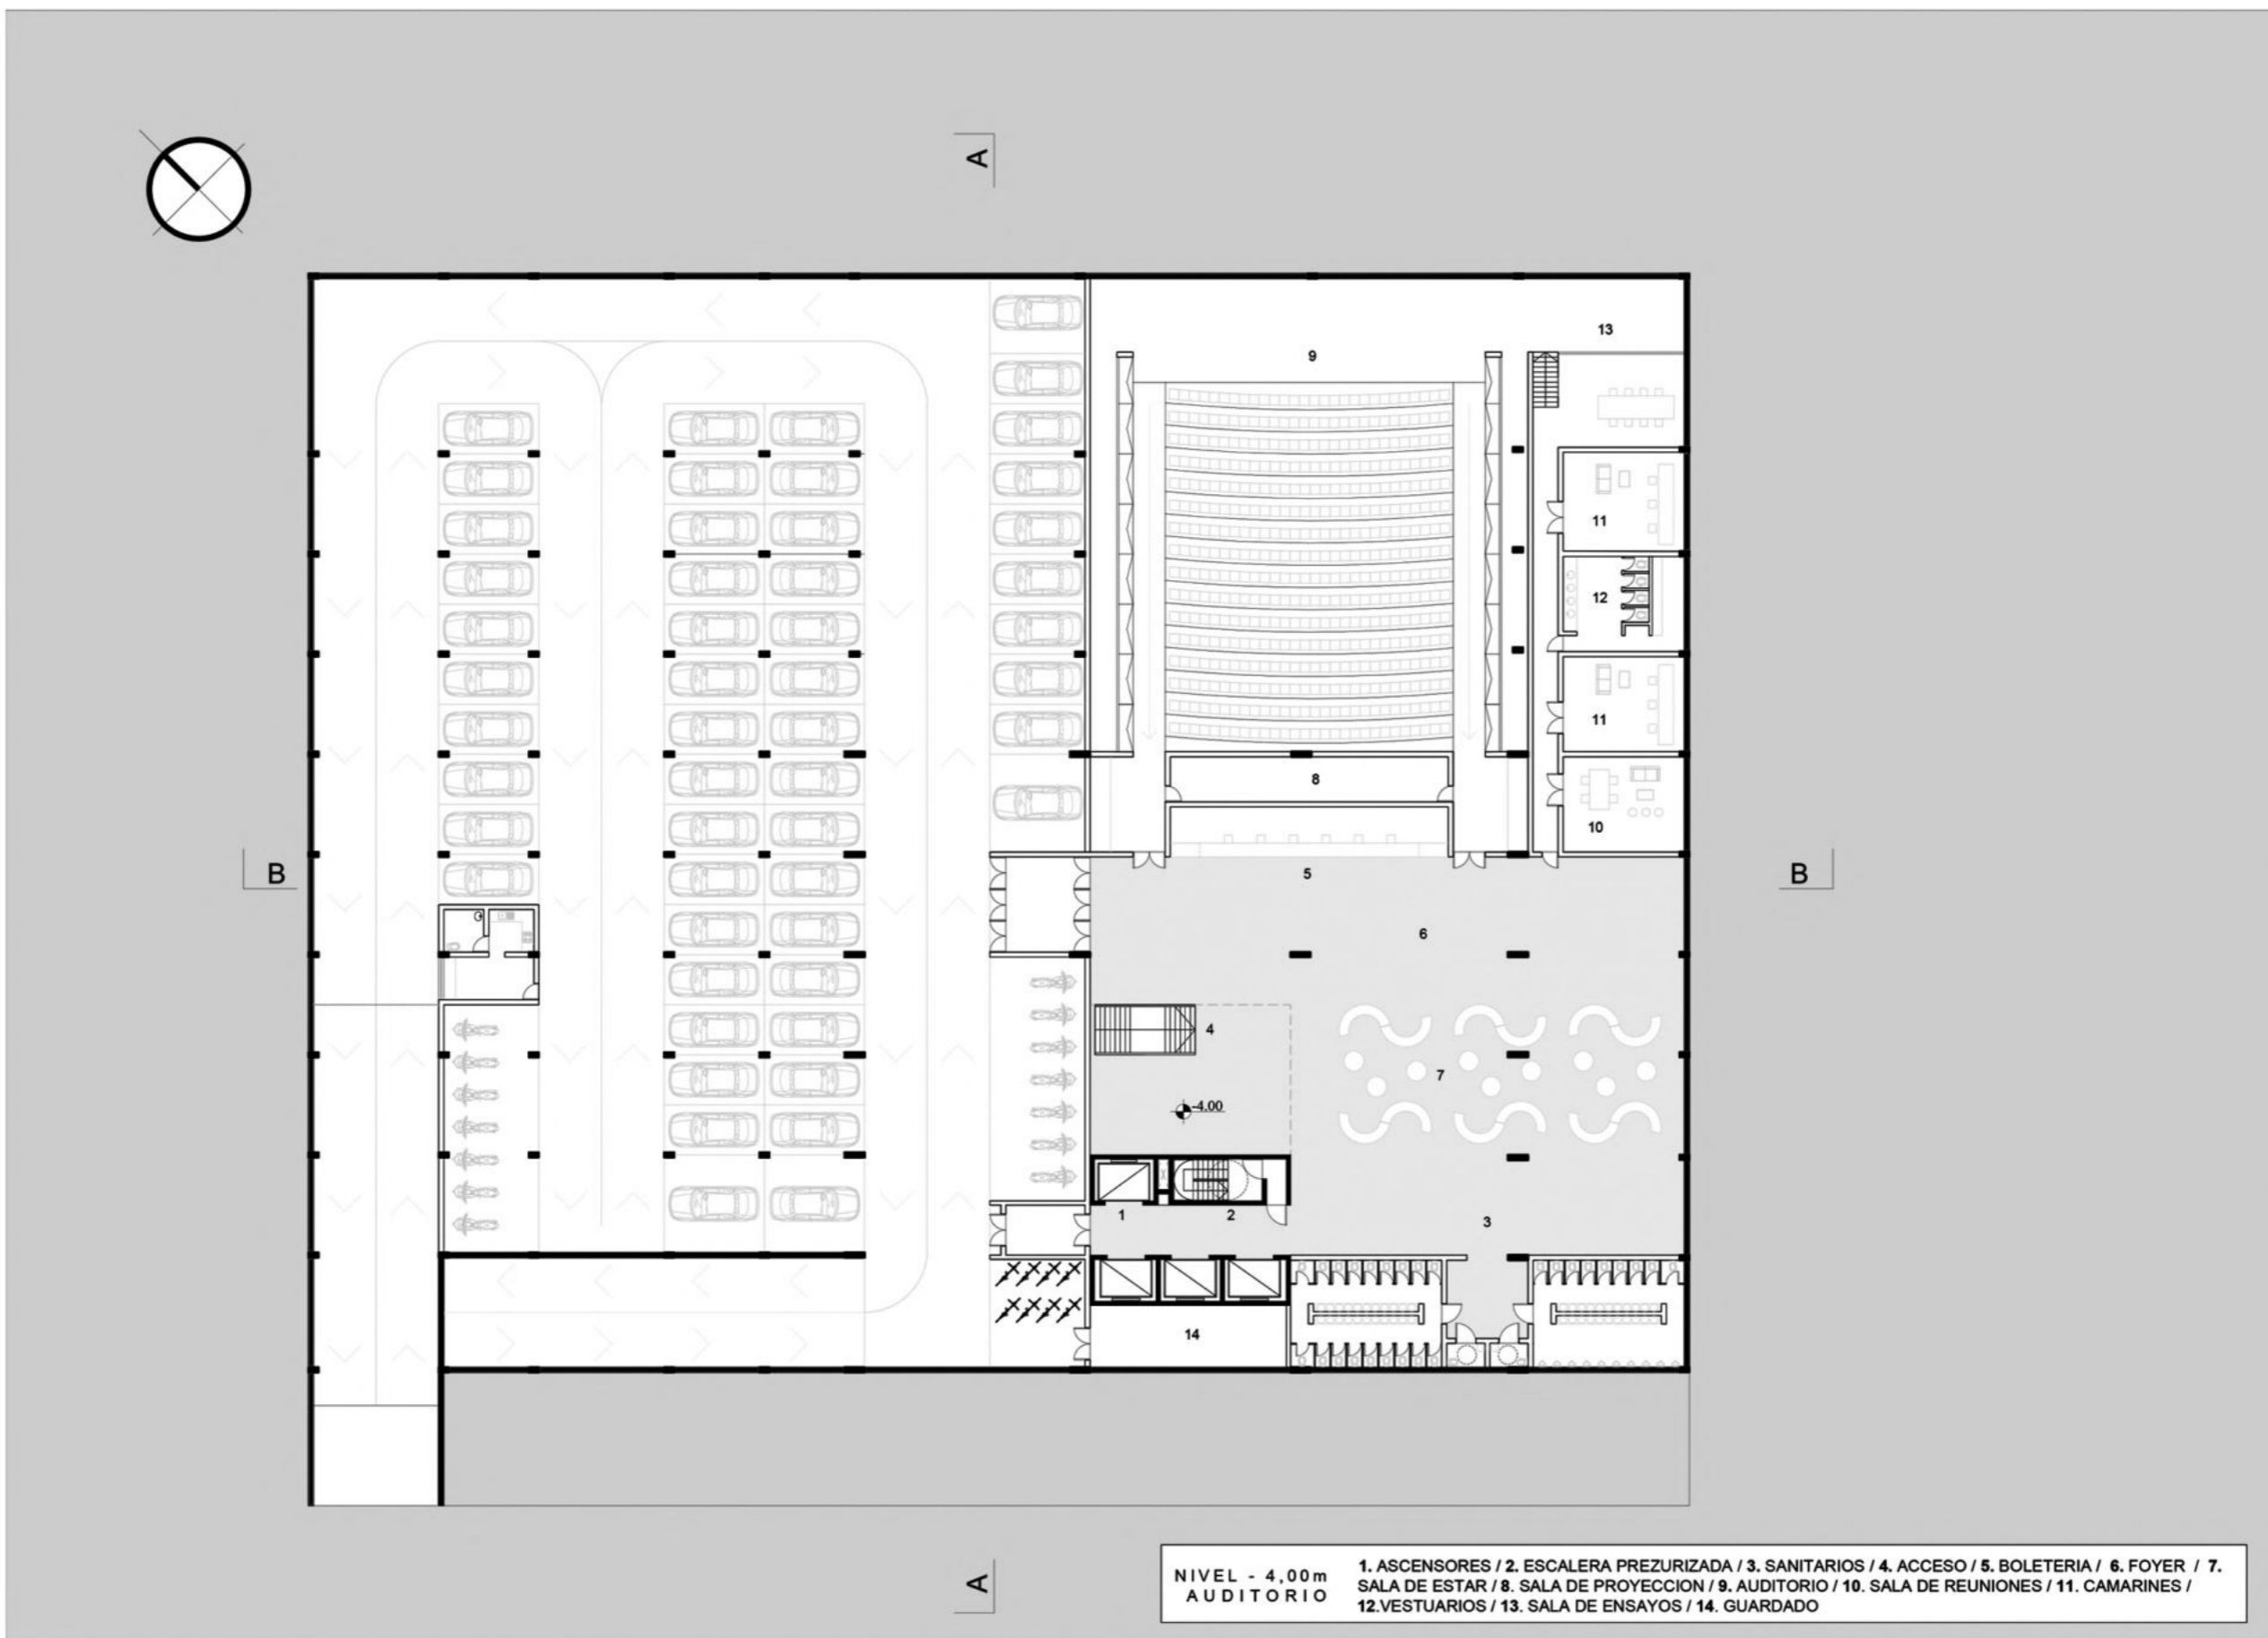 A
13
9
11
12
11
8
10
B
5
B
6
4
7
-4.00
1
2
3
14
A
NIVEL - 4,00m
AUDITORIO
1. ASCENSORES / 2. ESCALERA PREZURIZADA / 3. SANITARIOS / 4. ACCESO / 5. BOLETERIA / 6. FOYER / 7.
SALA DE ESTAR / 8. SALA DE PROYECCION / 9. AUDITORIO / 10. SALA DE REUNIONES / 11. CAMARINES /
12.VESTUARIOS / 13. SALA DE ENSAYOS / 14. GUARDADO